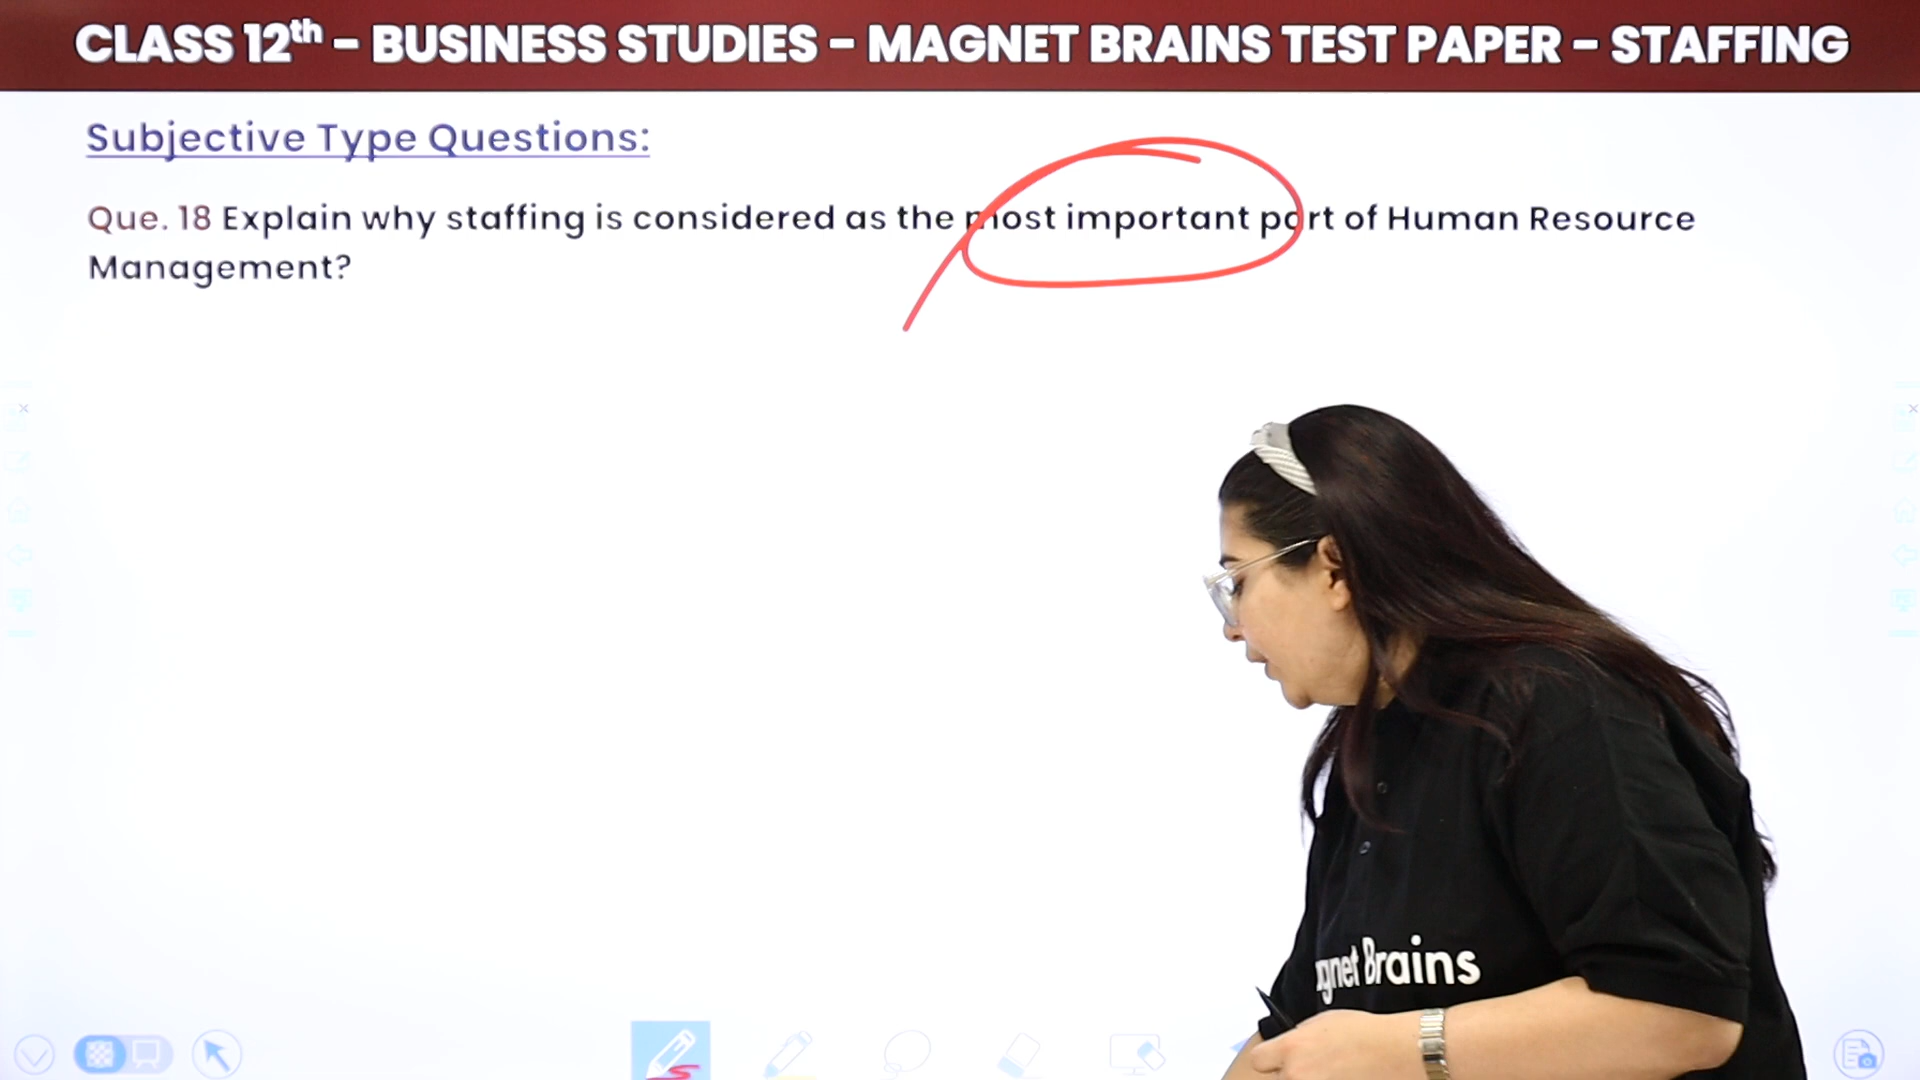 CLASS 12th – BUSINESS STUDIES – MAGNET BRAINS TEST PAPER – STAFFING
Subjective Type Questions:
Que. 18 Explain why staffing is considered as the most important part of Human Resource
Management?
Brains